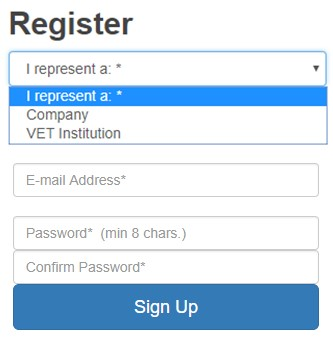 Register
I represent a: *
I represent a: *
Company
VET Institution
E-mail Address*
Password*  (min 8 chars.)
Confirm Password*
Sign Up